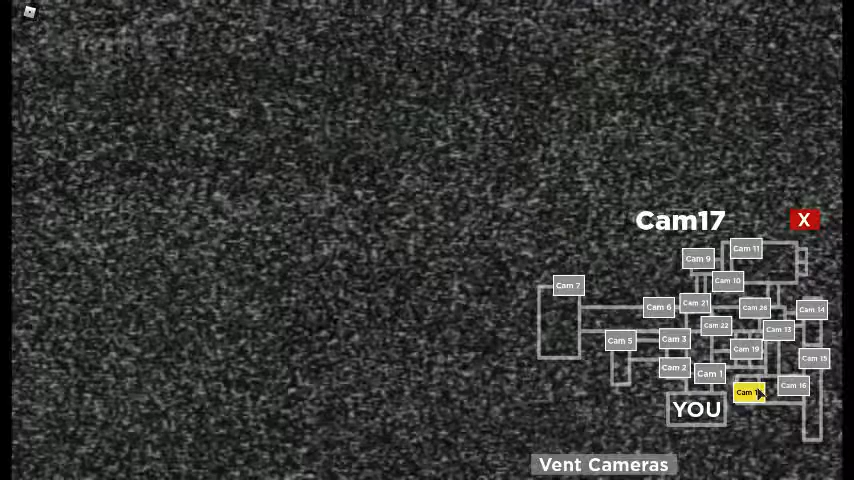 Cam17
X
Cam 11
Cam 9
Cam 10
Cam 7
Cam 21
Cam 6
Cam 14
Cam 22
Cam 13
Cam 3
Cam 5
Cam 19
Cam 15
Cam 2
Cam 1
Cam 16
Cam
YOU
Vent Cameras